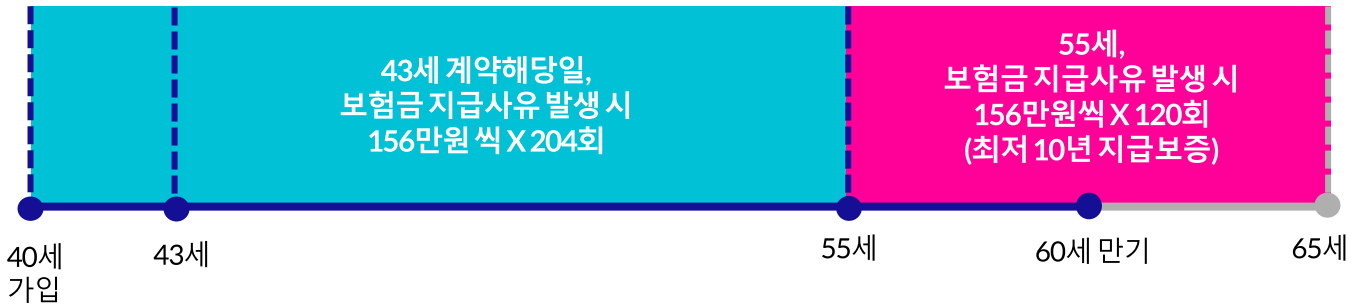 43세 계약해당일,
보험금 지급사유 발생 시
156만원 씩 X 204회
55세,
보험금 지급사유 발생 시
156만원씩 X 120회
(최저 10년 지급보증)
40세
가입
43세
55세
60세 만기
65세